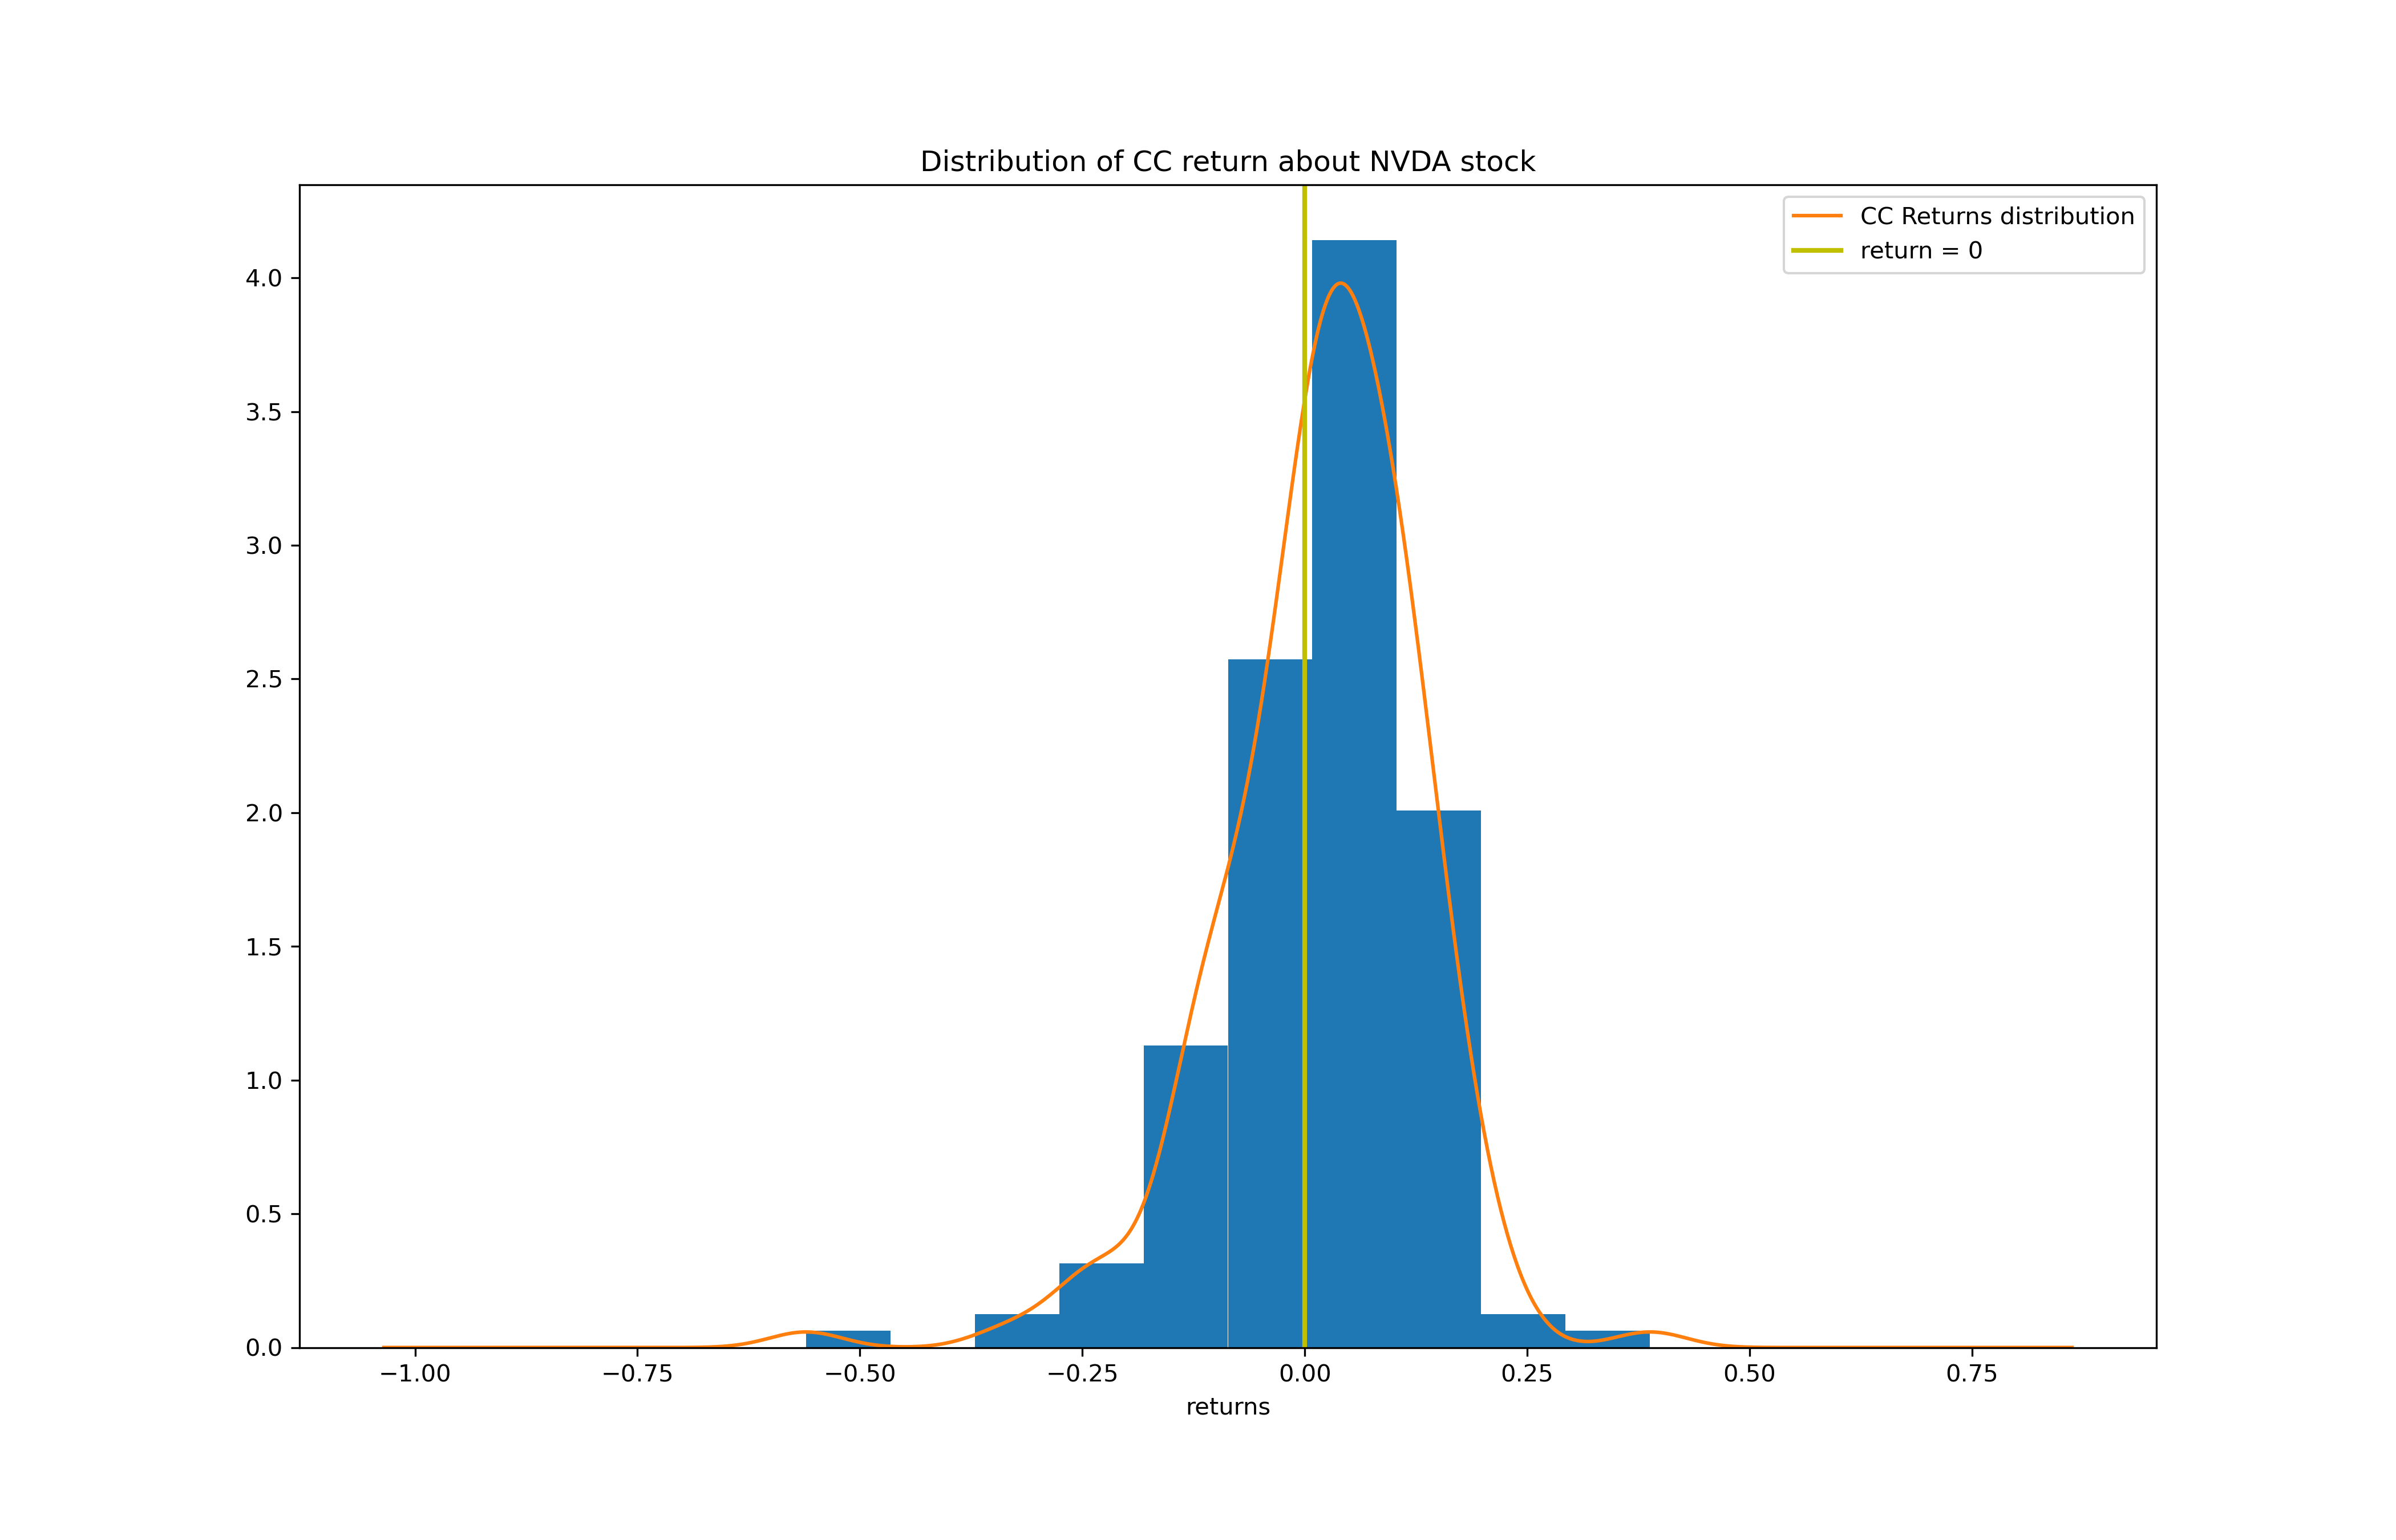 Distribution of CC return about NVDA stock
CC Returns distribution
return = 0
4.0
3.5
3.0
2.5
2.0
1.5
1.0
0.5
0.0
−1.00 −0.75 −0.50 −0.25 0.00 0.25 0.50 0.75
returns